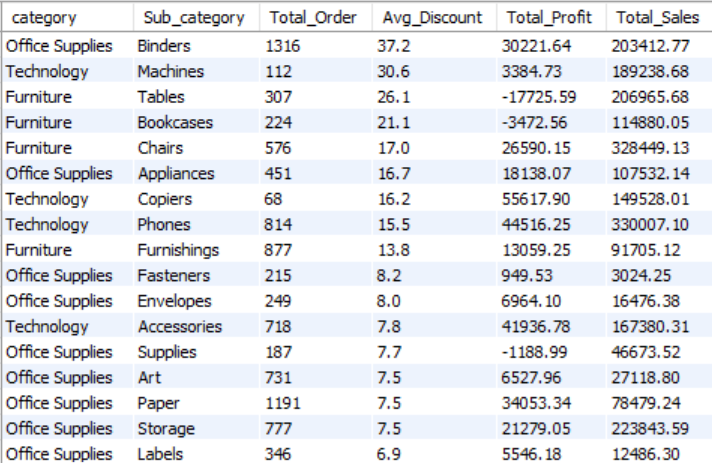 category Sub_category Total_Order Avg_Discount Total_Profit Total_Sales
Office Supplies Binders 1316 37.2 30221.64 203412.77
Technology Machines 112 30.6 3384.73 189238.68
Furniture Tables 307 26.1 -17725.59 206965.68
Furniture Bookcases 224 21.1 -3472.56 114880.05
Furniture Chairs 576 17.0 26590.15 328449.13
Office Supplies Appliances 451 16.7 18138.07 107532.14
Technology Copiers 68 16.2 55617.90 149528.01
Technology Phones 814 15.5 44516.25 330007.10
Furniture Furnishings 877 13.8 13059.25 91705.12
Office Supplies Fasteners 215 8.2 949.53 3024.25
Office Supplies Envelopes 249 8.0 6964.10 16476.38
Technology Accessories 718 7.8 41936.78 167380.31
Office Supplies Supplies 187 7.7 -1188.99 46673.52
Office Supplies Art 731 7.5 6527.96 27118.80
Office Supplies Paper 1191 7.5 34053.34 78479.24
Office Supplies Storage 777 7.5 21279.05 223843.59
Office Supplies Labels 346 6.9 5546.18 12486.30